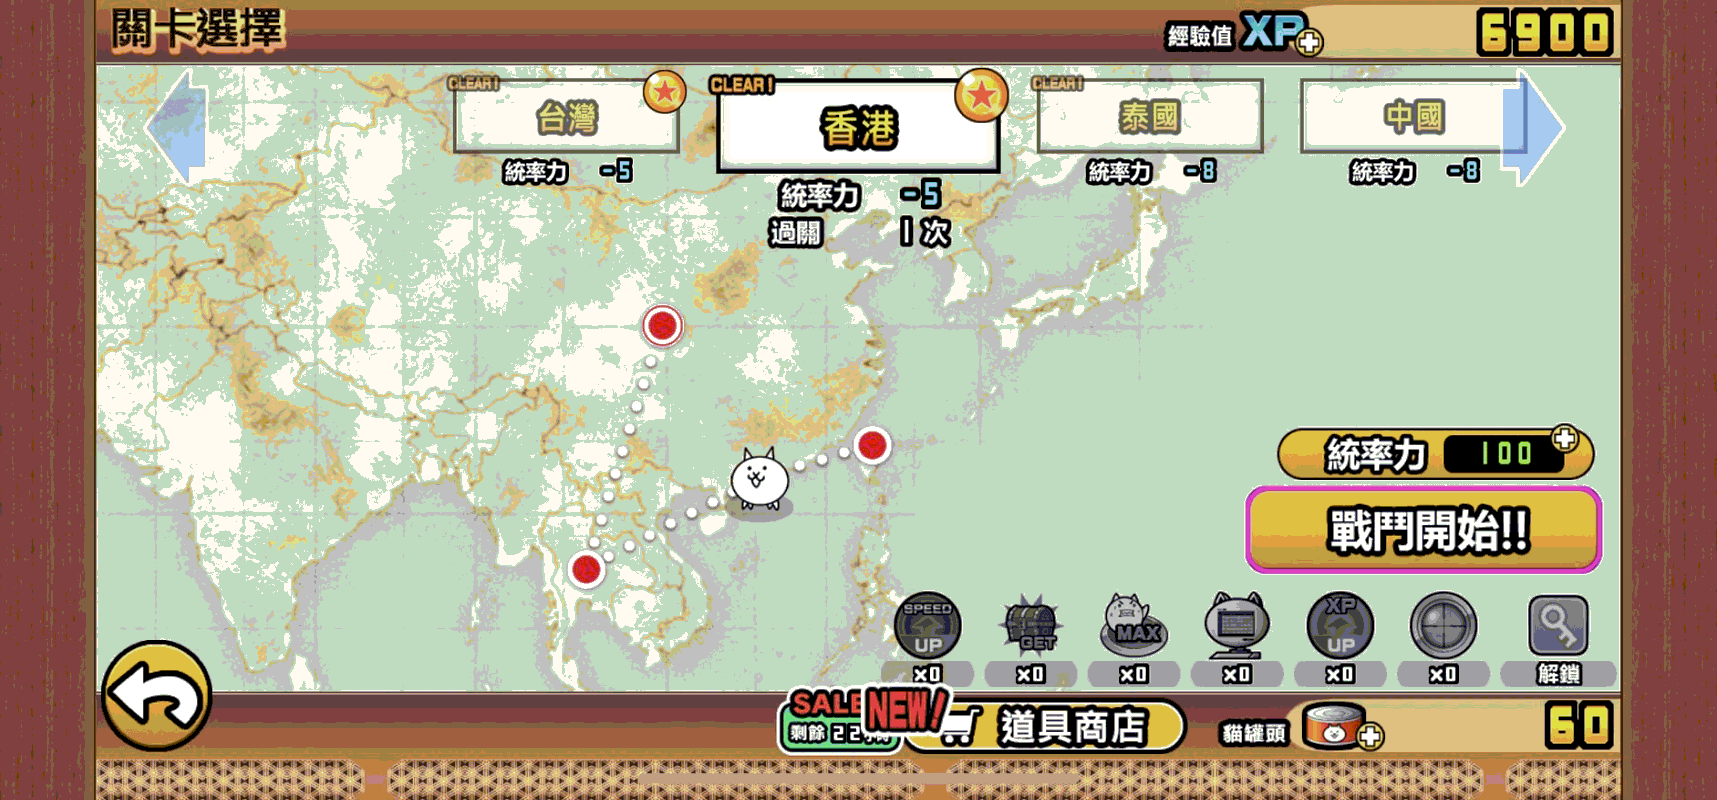 關卡選擇
經驗值 XP 6900
CLEAR! CLEAR! CLEAR!
台灣 香港 泰國 中國
統率力 -5 統率力 -5 統率力 -8 統率力 -8
過關 1次
統率力 100
戰鬥開始!!
SPEED UP GET MAX XP UP
x0 x0 x0 x0 x0 x0 解鎖
SALE NEW!
剩餘 22
道具商店
貓罐頭 60